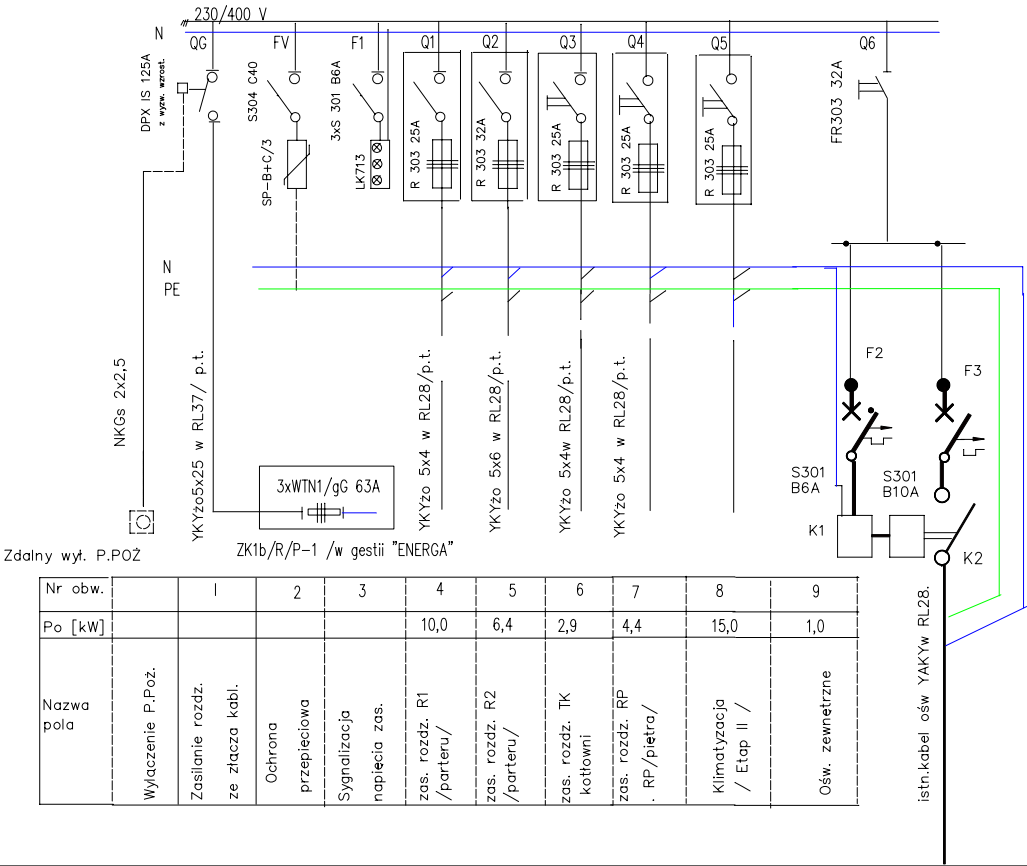 230/400 V
N
QG
FV
F1
Q1
Q2
Q3
Q4
Q5
Q6
DPX IS 125A
z wyzw. wzrost.
S304 C40
3xS 301 B6A
R 303 25A
R 303 32A
R 303 25A
R 303 25A
R 303 25A
FR303 32A
SP-B+C/3
LK713
N
PE
NKGs 2x2,5
YKYżo5x25 w RL37/ p.t.
YKYżo 5x4 w RL28/p.t.
YKYżo 5x6 w RL28/p.t.
YKYżo 5x4w RL28/p.t.
YKYżo 5x4 w RL28/p.t.
F2
F3
S301
B6A
S301
B10A
K1
K2
3xWTN1/gG 63A
ZK1b/R/P-1 /w gestii "ENERGA"
Zdalny wył. P.POŻ
istn.kabel ośw YAKYw RL28.
Nr obw. 1 2 3 4 5 6 7 8 9
Po [kW] 10,0 6,4 2,9 4,4 15,0 1,0
Nazwa
pola
Wyłączenie P.Poż.
Zasilanie rozdz.
ze złącza kabl.
Ochrona
przepięciowa
Sygnalizacja
napięcia zas.
zas. rozdz. R1
/parteru/
zas. rozdz. R2
/parteru/
zas. rozdz. TK
kotłowni
zas. rozdz. RP
. RP/piętra/
Klimatyzacja
/ Etap II /
Ośw. zewnętrzne